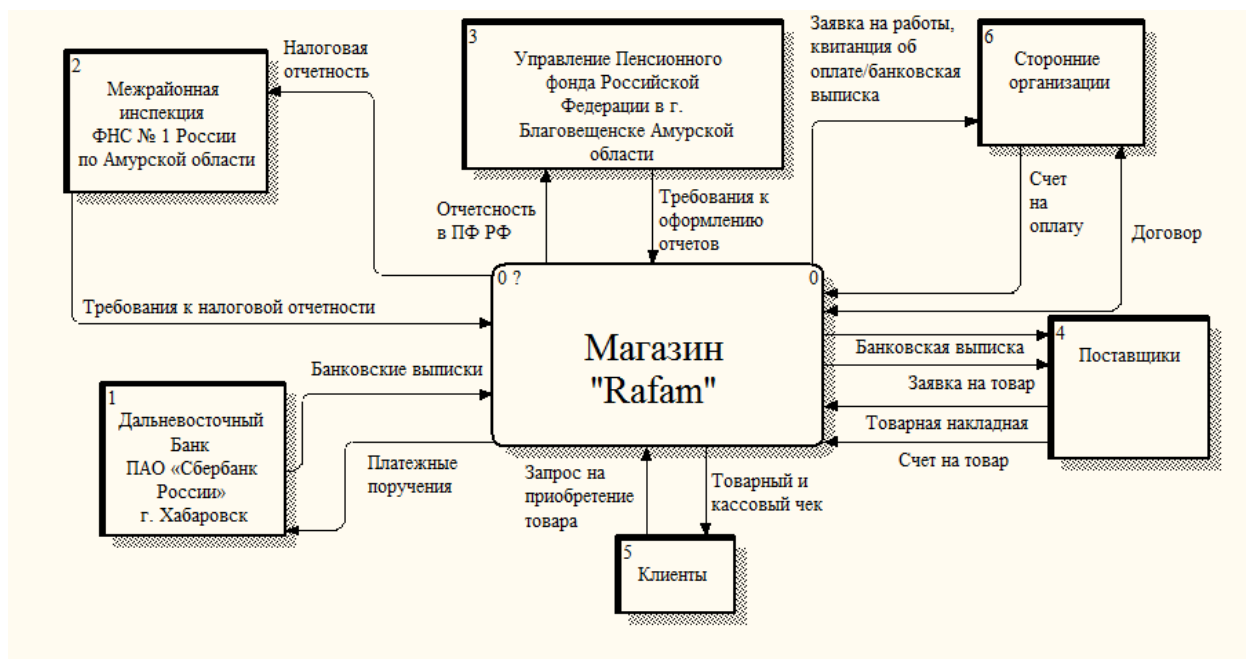 2
Межрайонная
инспекция
ФНС № 1 России
по Амурской области
Налоговая
отчетность
3
Управление Пенсионного
фонда Российской
Федерации в г.
Благовещенске Амурской
области
Заявка на работы,
квитанция об
оплате/банковская
выписка
6
Сторонние
организации
Отчетсность
в ПФ РФ
Требования к
оформлению
отчетов
Счет
на
оплату
Договор
Требования к налоговой отчетности
0 ?
0
Магазин
"Rafam"
Банковская выписка
Заявка на товар
Товарная накладная
Счет на товар
4
Поставщики
Банковские выписки
1
Дальневосточный
Банк
ПАО «Сбербанк
России»
г. Хабаровск
Платежные
поручения
Запрос на
приобретение
товара
Товарный и
кассовый чек
5
Клиенты